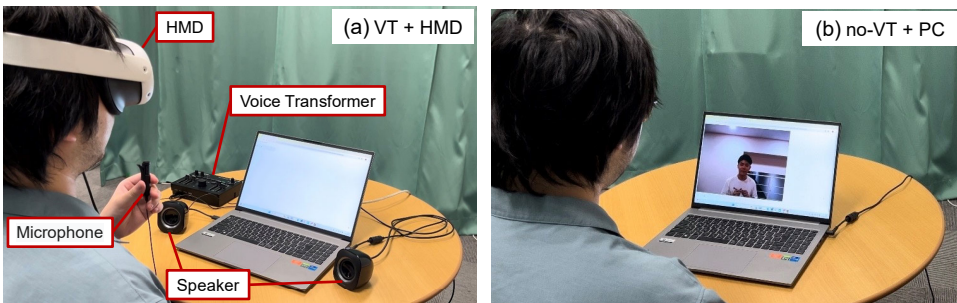 HMD
(a) VT + HMD
Voice Transformer
Microphone
Speaker
(b) no-VT + PC